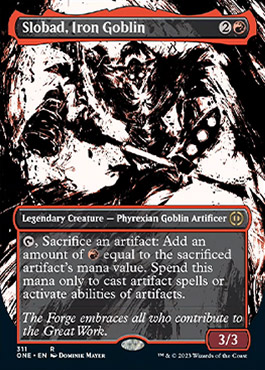 Slobad, Iron Goblin 2
Legendary Creature — Phyrexian Goblin Artificer
, Sacrifice an artifact: Add an
amount of equal to the sacrificed
artifact's mana value. Spend this
mana only to cast artifact spells or
activate abilities of artifacts.
The Forge embraces all who contribute to
the Great Work.
3/3
311 R
ONE • EN DOMINIK MAYER
™ & © 2023 Wizards of the Coast